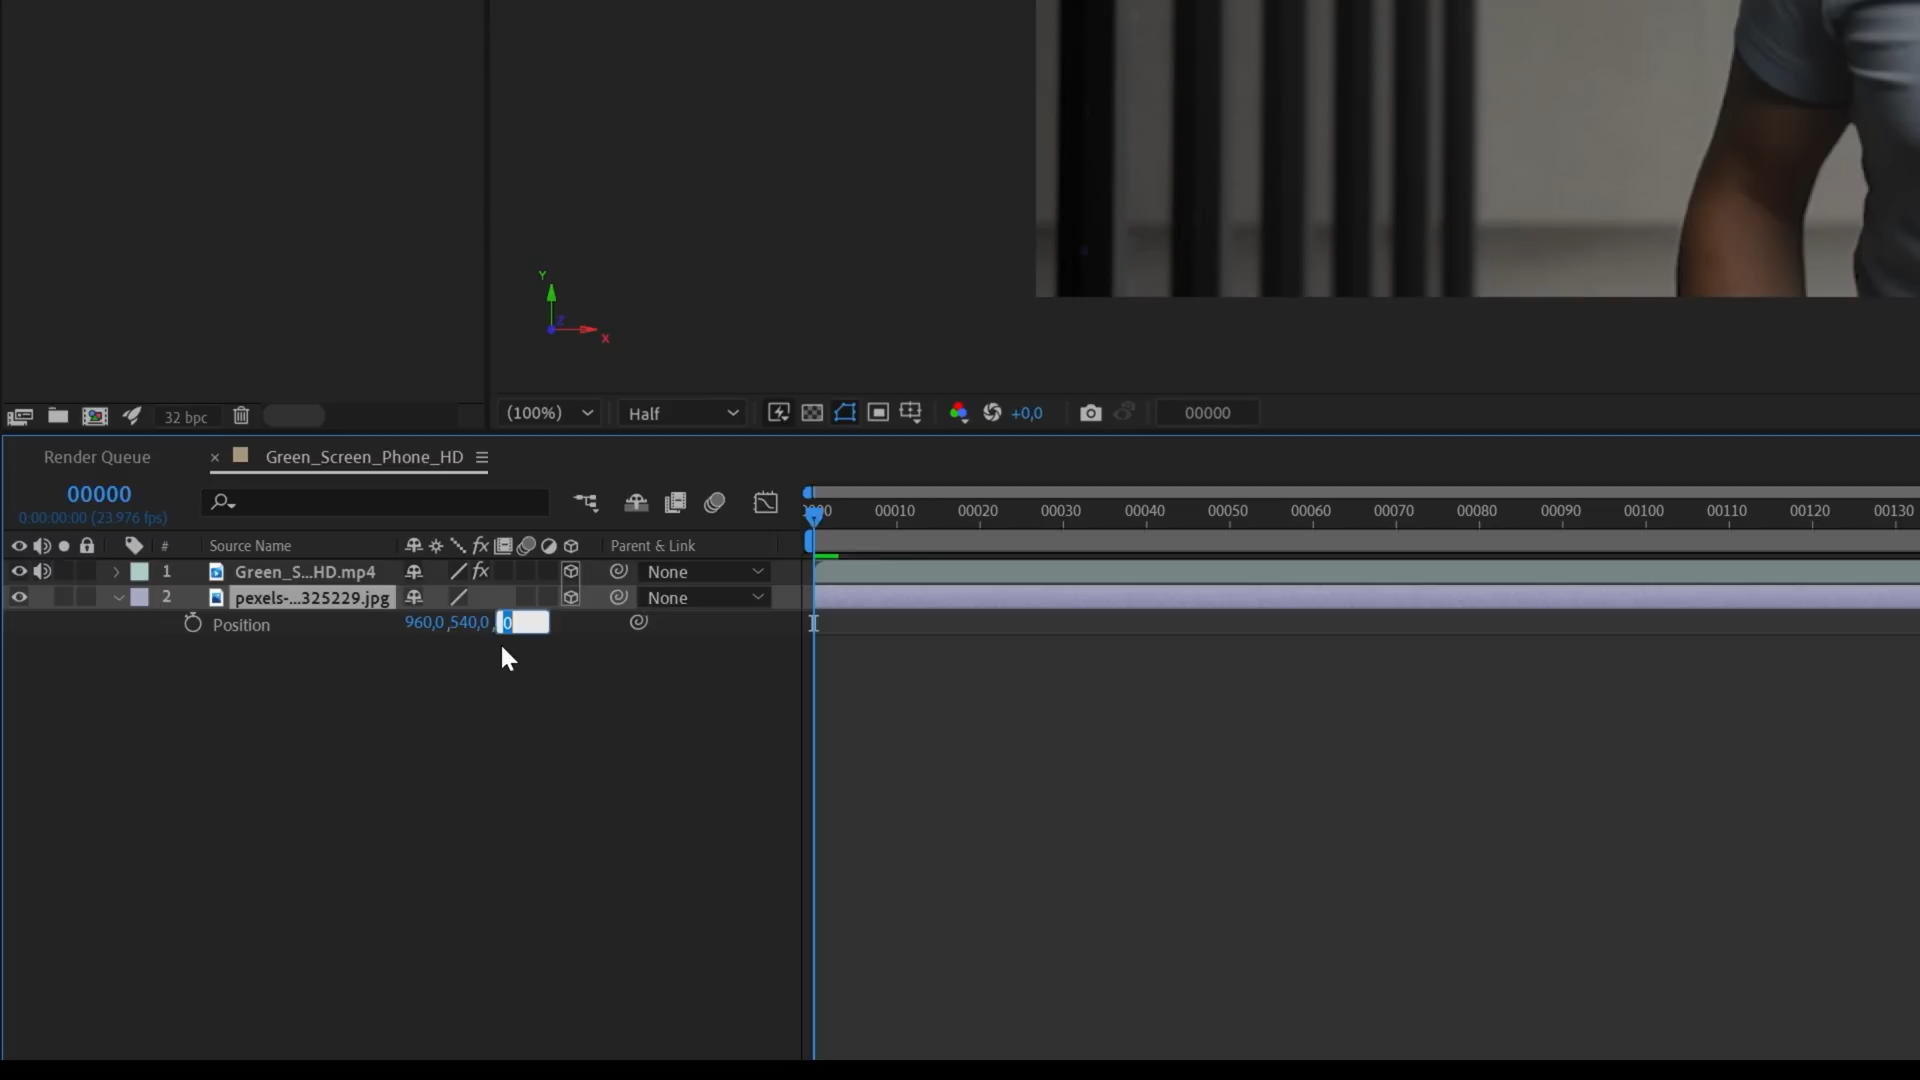 Y
Z
X
32 bpc
(100%)
Half
+0,0
00000
Render Queue
× Green_Screen_Phone_HD
00000
0:00:00:00 (23.976 fps)
00010 00020 00030 00040 00050 00060 00070 00080 00090 00100 00110 00120 00130
# Source Name fx Parent & Link
1 Green_S...HD.mp4 fx None
2 pexels-...325229.jpg None
Position 960,0 ,540,0 , 0